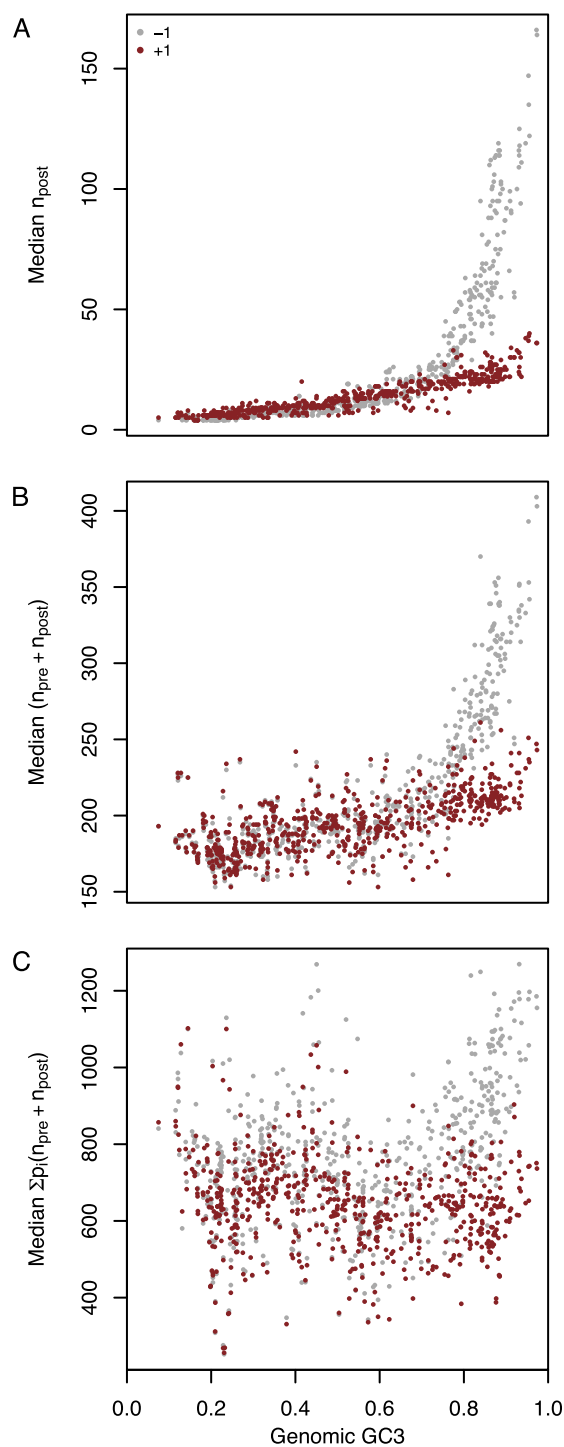 A
−1
+1
Median npost
0
50
100
150
B
Median (npre + npost)
150
200
250
300
350
400
C
Median Σpi(npre + npost)
400
600
800
1000
1200
0.0 0.2 0.4 0.6 0.8 1.0
Genomic GC3